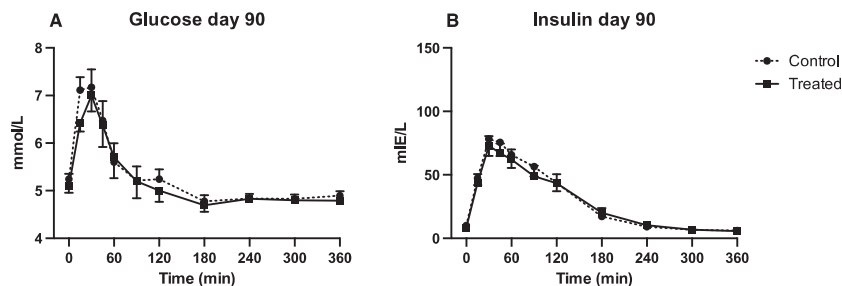 A Glucose day 90
8
7
6
5
4
mmol/L
0 60 120 180 240 300 360
Time (min)
B Insulin day 90
150
100
50
0
mIE/L
0 60 120 180 240 300 360
Time (min)
Control
Treated